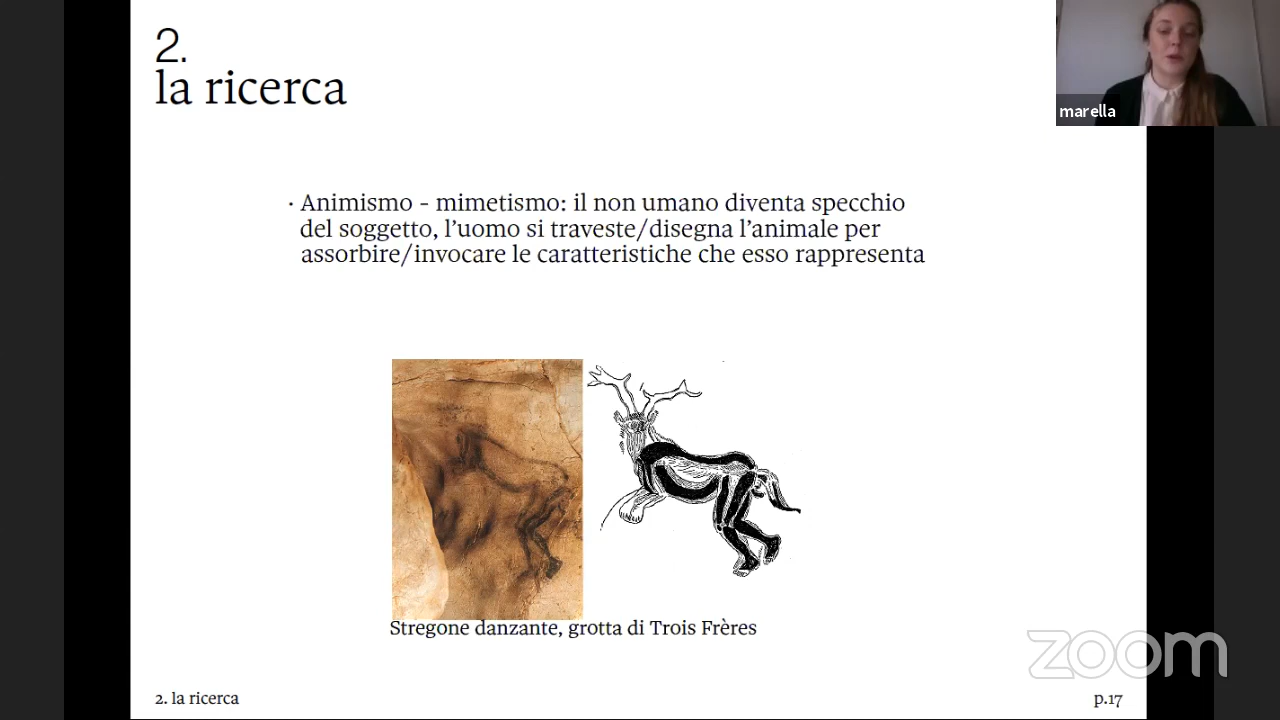 2.
la ricerca
marella
· Animismo - mimetismo: il non umano diventa specchio
del soggetto, l'uomo si traveste/disegna l'animale per
assorbire/invocare le caratteristiche che esso rappresenta
Stregone danzante, grotta di Trois Frères
zoom
2. la ricerca
p.17